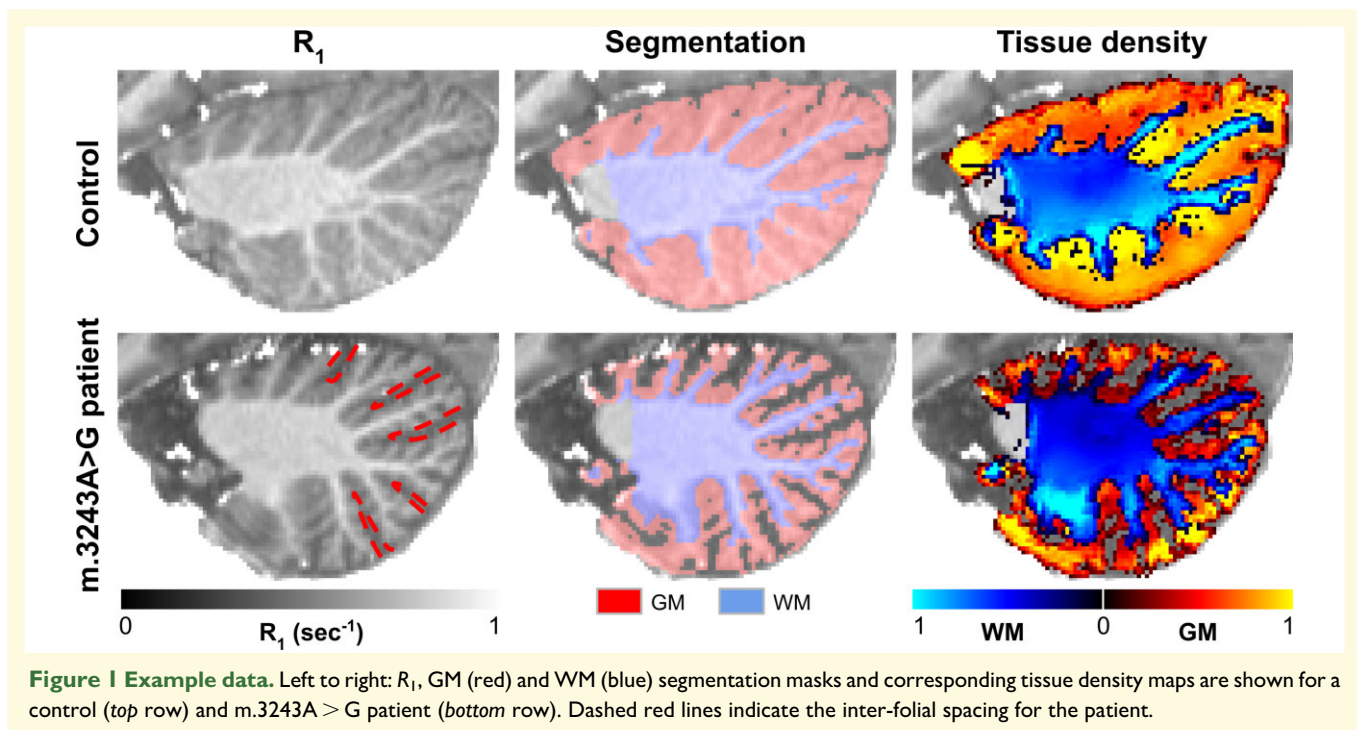 R₁ Segmentation Tissue density
Control
m.3243A>G patient
0 1
R₁ (sec⁻¹)
GM WM
1 0 1
WM GM
Figure 1 Example data. Left to right: R₁, GM (red) and WM (blue) segmentation masks and corresponding tissue density maps are shown for a
control (top row) and m.3243A > G patient (bottom row). Dashed red lines indicate the inter-folial spacing for the patient.